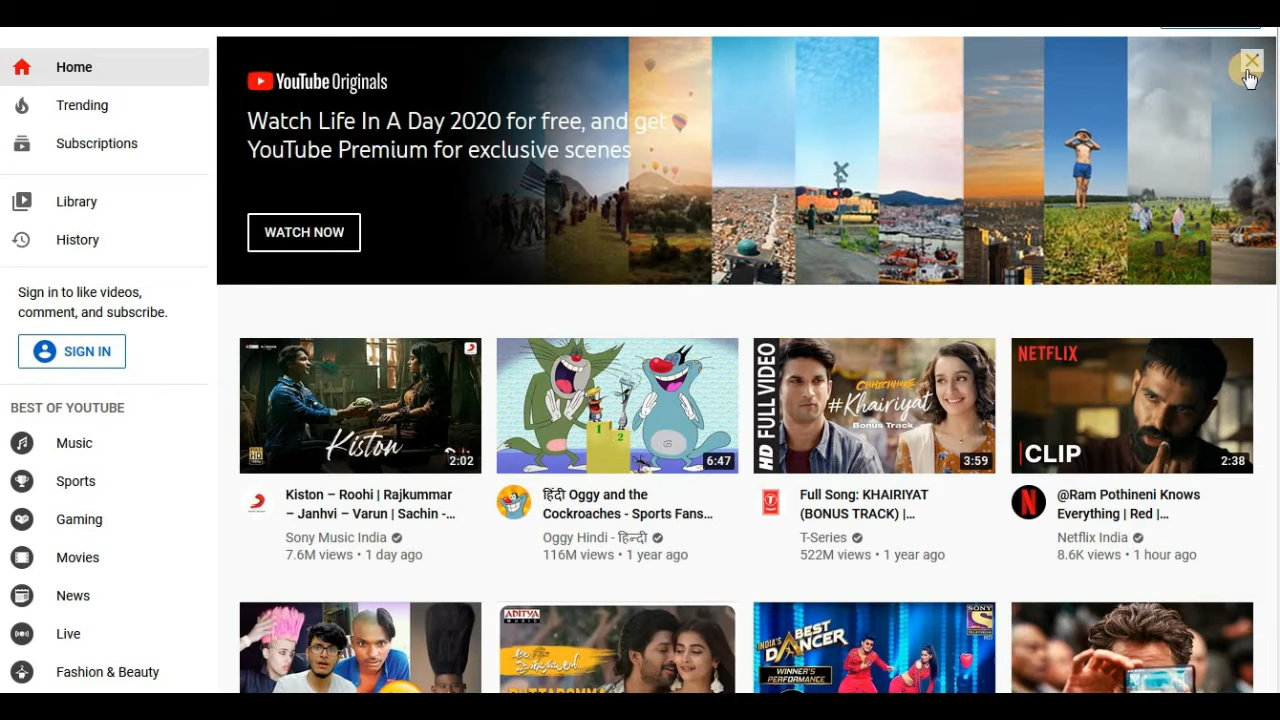 Home
Trending
Subscriptions
Library
History
Sign in to like videos,
comment, and subscribe.
SIGN IN
BEST OF YOUTUBE
Music
Sports
Gaming
Movies
News
Live
Fashion & Beauty
YouTube Originals
Watch Life In A Day 2020 for free, and get
YouTube Premium for exclusive scenes
WATCH NOW
Kiston
2:02
Kiston – Roohi | Rajkummar
– Janhvi – Varun | Sachin -...
Sony Music India
7.6M views • 1 day ago
1
2
6:47
हिंदी Oggy and the
Cockroaches - Sports Fans...
Oggy Hindi - हिन्दी
116M views • 1 year ago
HD FULL VIDEO
CHHICHHORE
#Khairiyat
Bonus Track
3:59
Full Song: KHAIRIYAT
(BONUS TRACK) |...
T-Series
522M views • 1 year ago
NETFLIX
CLIP
2:38
@Ram Pothineni Knows
Everything | Red |...
Netflix India
8.6K views • 1 hour ago
ADITYA
MUSIC
SONY
INDIA'S BEST
DANCER
WINNER'S
PERFORMANCE